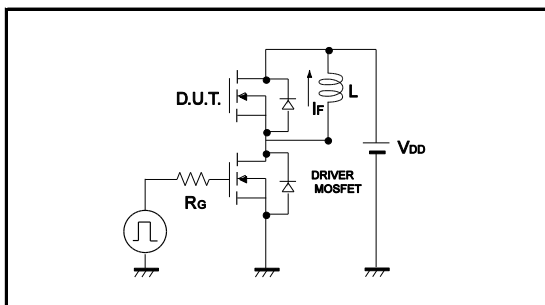 D.U.T.
IF
L
VDD
DRIVER
MOSFET
RG